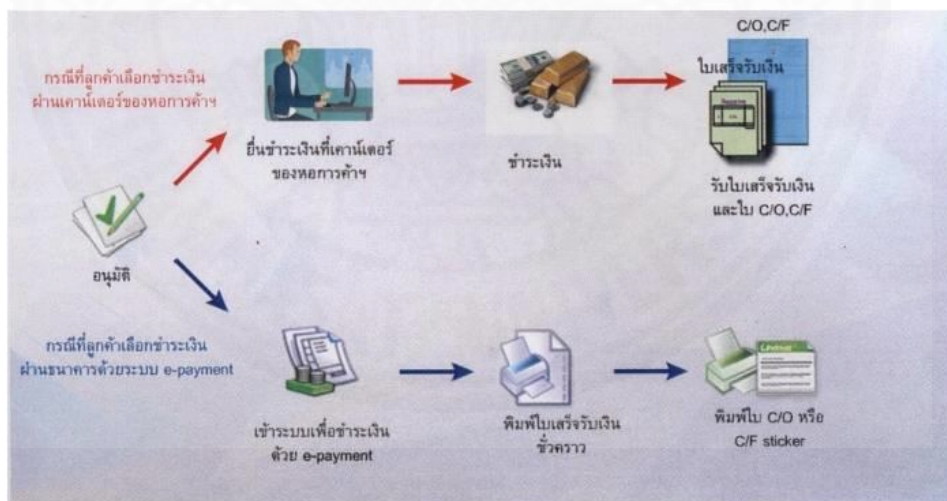 C/O,C/F
ใบเสร็จรับเงิน
กรณีที่ลูกค้าเลือกชำระเงิน
ผ่านเคาน์เตอร์ของหอการค้าฯ
ยื่นชำระเงินที่เคาน์เตอร์
ของหอการค้าฯ
ชำระเงิน
รับใบเสร็จรับเงิน
และใบ C/O,C/F
อนุมัติ
กรณีที่ลูกค้าเลือกชำระเงิน
ผ่านธนาคารด้วยระบบ e-payment
เข้าระบบเพื่อชำระเงิน
ด้วย e-payment
พิมพ์ใบเสร็จรับเงิน
ชั่วคราว
พิมพ์ใบ C/O หรือ
C/F sticker